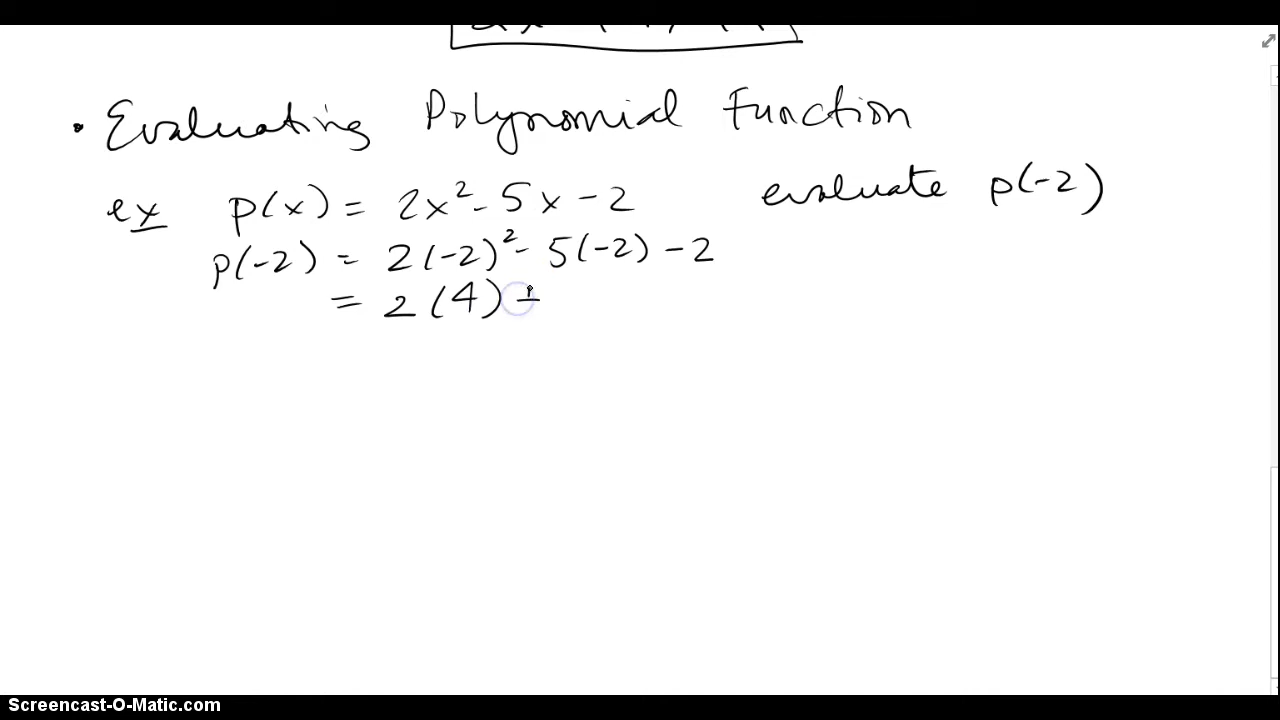 • Evaluating Polynomial Function
ex p(x) = 2x² - 5x - 2 evaluate p(-2)
p(-2) = 2(-2)² - 5(-2) - 2
= 2(4) +
Screencast-O-Matic.com